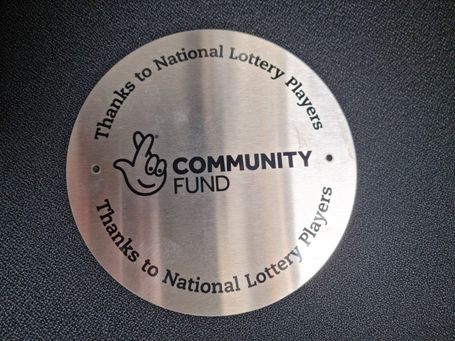 Thanks to National Lottery Players
COMMUNITY
FUND
Thanks to National Lottery Players